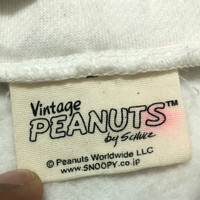 Vintage
PEANUTS™
by SCHULZ
© Peanuts Worldwide LLC
www.SNOOPY.co.jp